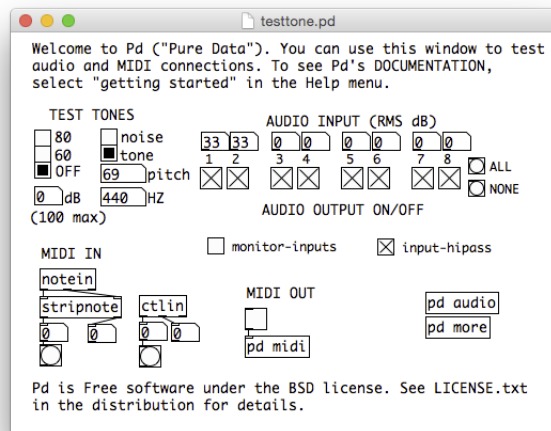 testtone.pd
Welcome to Pd ("Pure Data"). You can use this window to test
audio and MIDI connections. To see Pd's DOCUMENTATION,
select "getting started" in the Help menu.
TEST TONES
80
60
OFF
noise
tone
69 pitch
0 dB
440 HZ
(100 max)
AUDIO INPUT (RMS dB)
33 33 0 0 0 0 0 0
1 2 3 4 5 6 7 8
ALL
NONE
AUDIO OUTPUT ON/OFF
monitor-inputs
input-hipass
MIDI IN
notein
stripnote
ctlin
0 0 0 0
MIDI OUT
pd midi
pd audio
pd more
Pd is Free software under the BSD license. See LICENSE.txt
in the distribution for details.